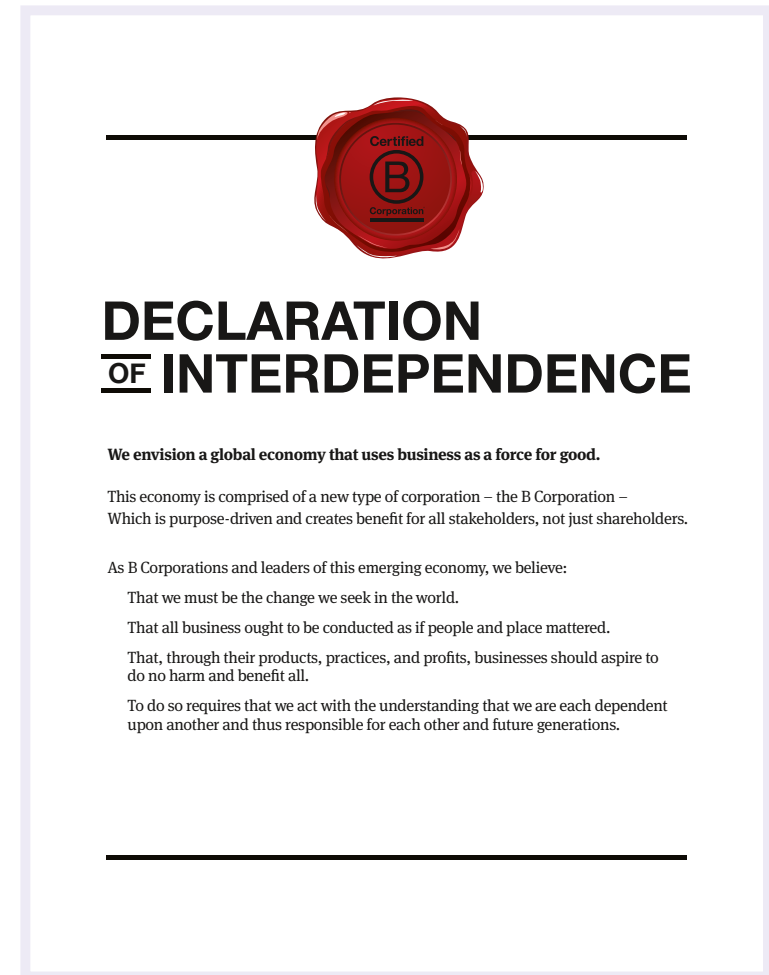 Certified
B
Corporation
DECLARATION
OF INTERDEPENDENCE
We envision a global economy that uses business as a force for good.
This economy is comprised of a new type of corporation – the B Corporation –
Which is purpose-driven and creates benefit for all stakeholders, not just shareholders.
As B Corporations and leaders of this emerging economy, we believe:
That we must be the change we seek in the world.
That all business ought to be conducted as if people and place mattered.
That, through their products, practices, and profits, businesses should aspire to
do no harm and benefit all.
To do so requires that we act with the understanding that we are each dependent
upon another and thus responsible for each other and future generations.